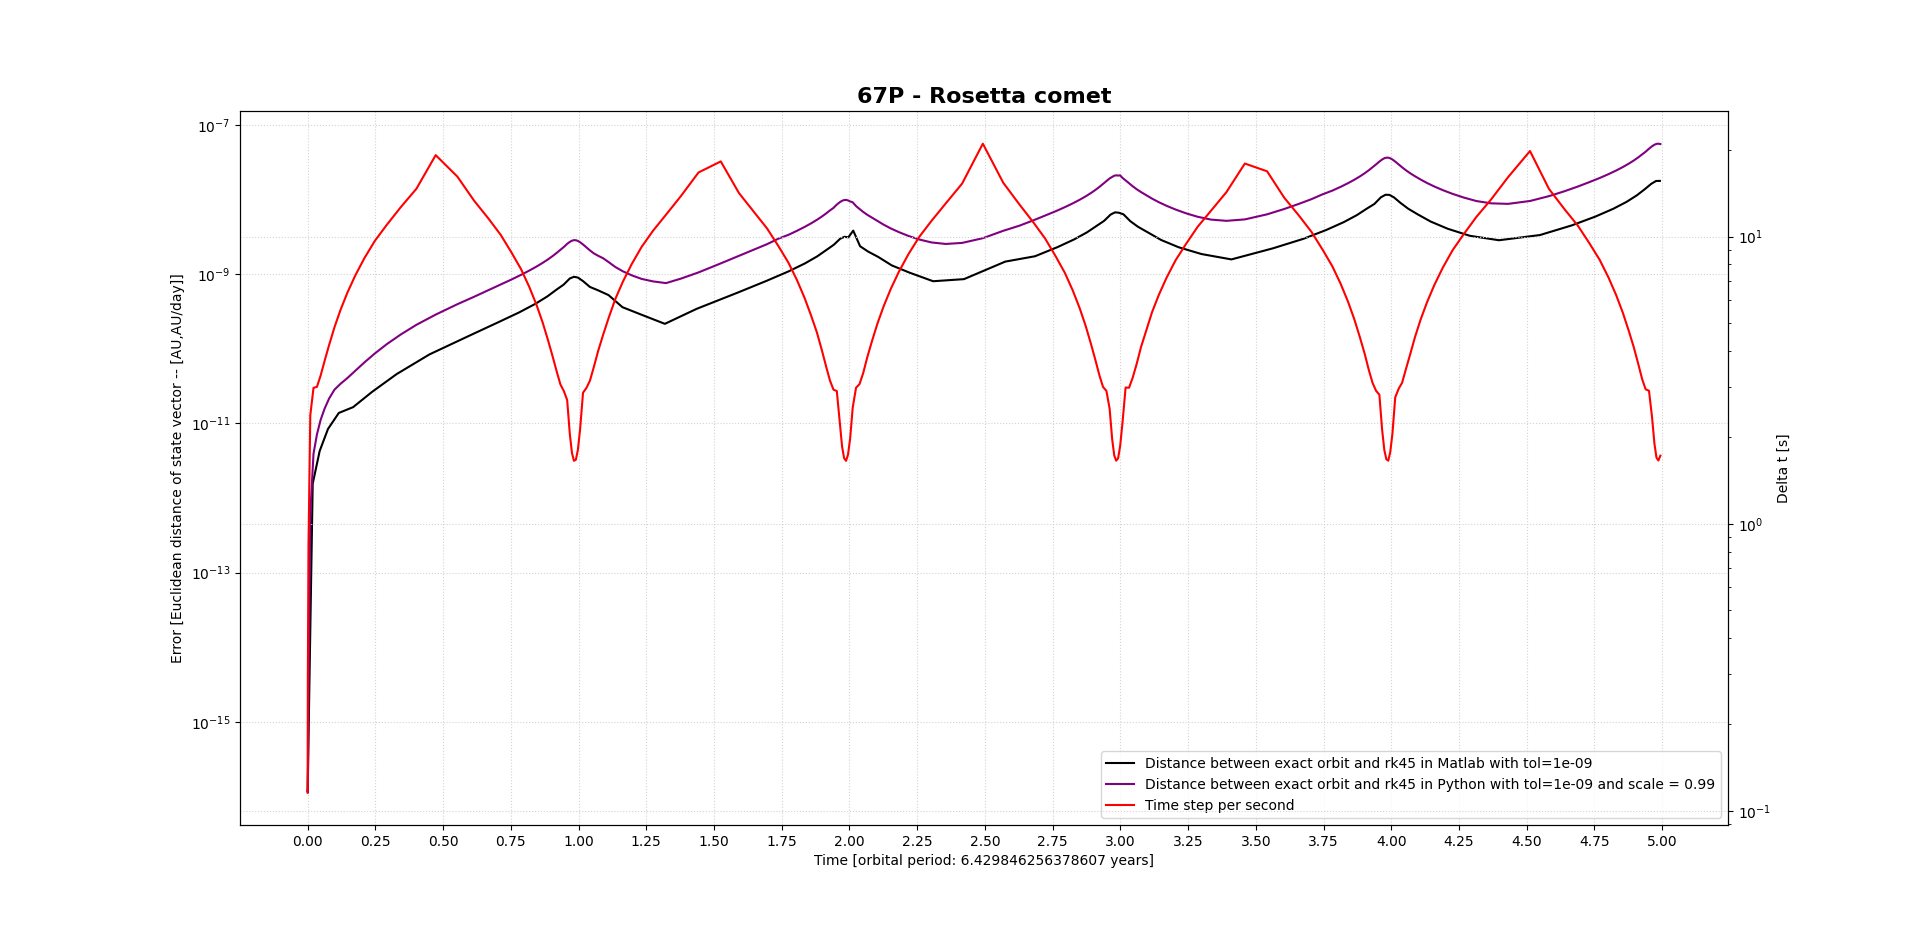 67P - Rosetta comet
Error [Euclidean distance of state vector -- [AU,AU/day]]
10⁻⁷
10⁻⁹
10⁻¹¹
10⁻¹³
10⁻¹⁵
10¹
10⁰
10⁻¹
Delta t [s]
Distance between exact orbit and rk45 in Matlab with tol=1e-09
Distance between exact orbit and rk45 in Python with tol=1e-09 and scale = 0.99
Time step per second
0.00 0.25 0.50 0.75 1.00 1.25 1.50 1.75 2.00 2.25 2.50 2.75 3.00 3.25 3.50 3.75 4.00 4.25 4.50 4.75 5.00
Time [orbital period: 6.429846256378607 years]